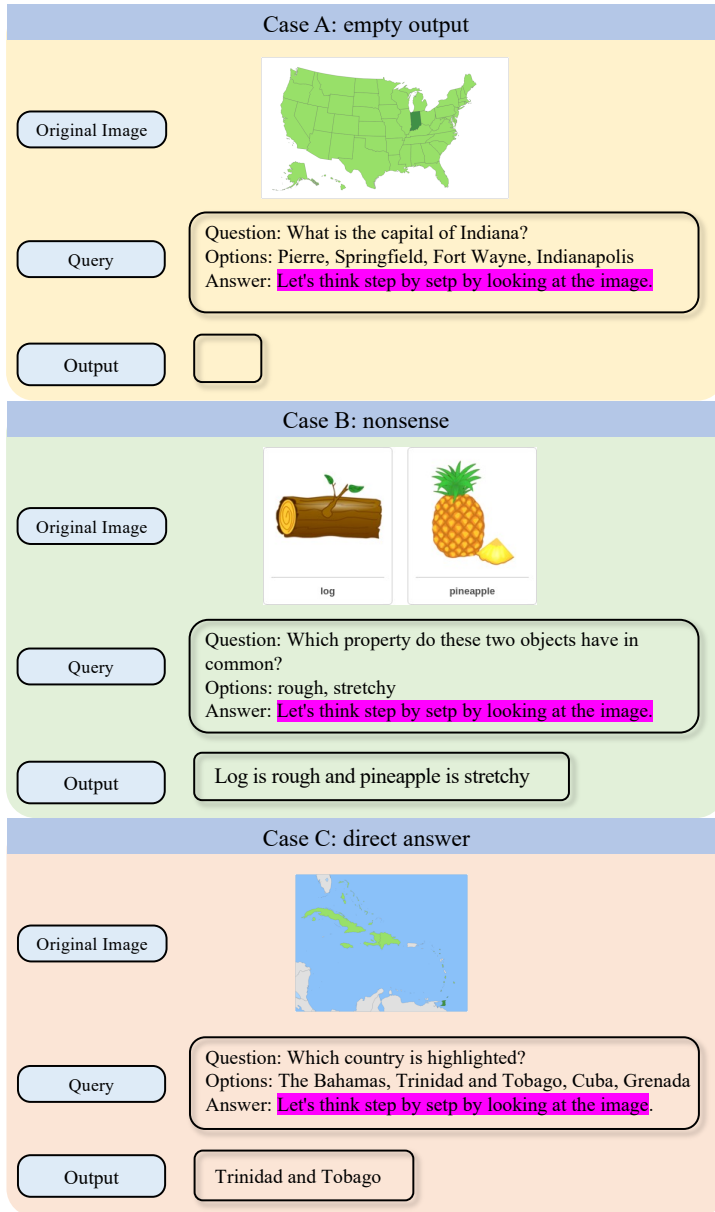 Case A: empty output
Original Image
Query
Question: What is the capital of Indiana?
Options: Pierre, Springfield, Fort Wayne, Indianapolis
Answer: Let's think step by setp by looking at the image.
Output
Case B: nonsense
Original Image
log
pineapple
Query
Question: Which property do these two objects have in
common?
Options: rough, stretchy
Answer: Let's think step by setp by looking at the image.
Output
Log is rough and pineapple is stretchy
Case C: direct answer
Original Image
Query
Question: Which country is highlighted?
Options: The Bahamas, Trinidad and Tobago, Cuba, Grenada
Answer: Let's think step by setp by looking at the image.
Output
Trinidad and Tobago